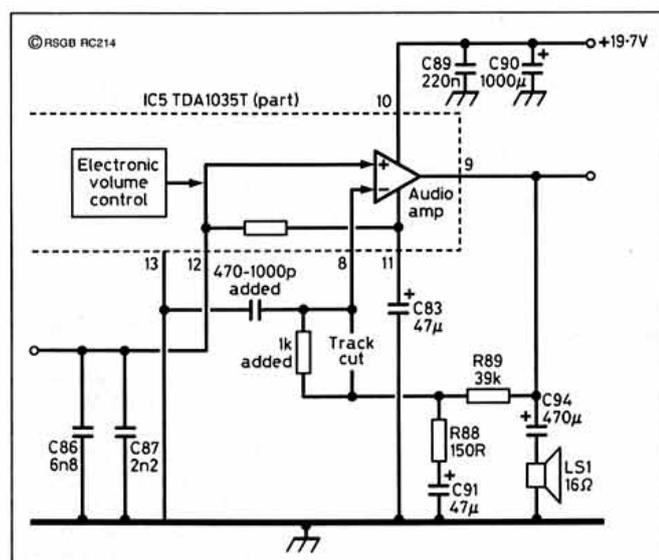 ©RSGB RC214
C89
220n
C90
1000µ
+
+19·7V
IC5 TDA1035T (part)
10
Electronic
volume
control
+
−
9
Audio
amp
13
12
8
11
470-1000p
added
+
C83
47µ
1k
added
Track
cut
R89
39k
C94
470µ
+
C86
6n8
C87
2n2
R88
150R
+
C91
47µ
LS1
16Ω